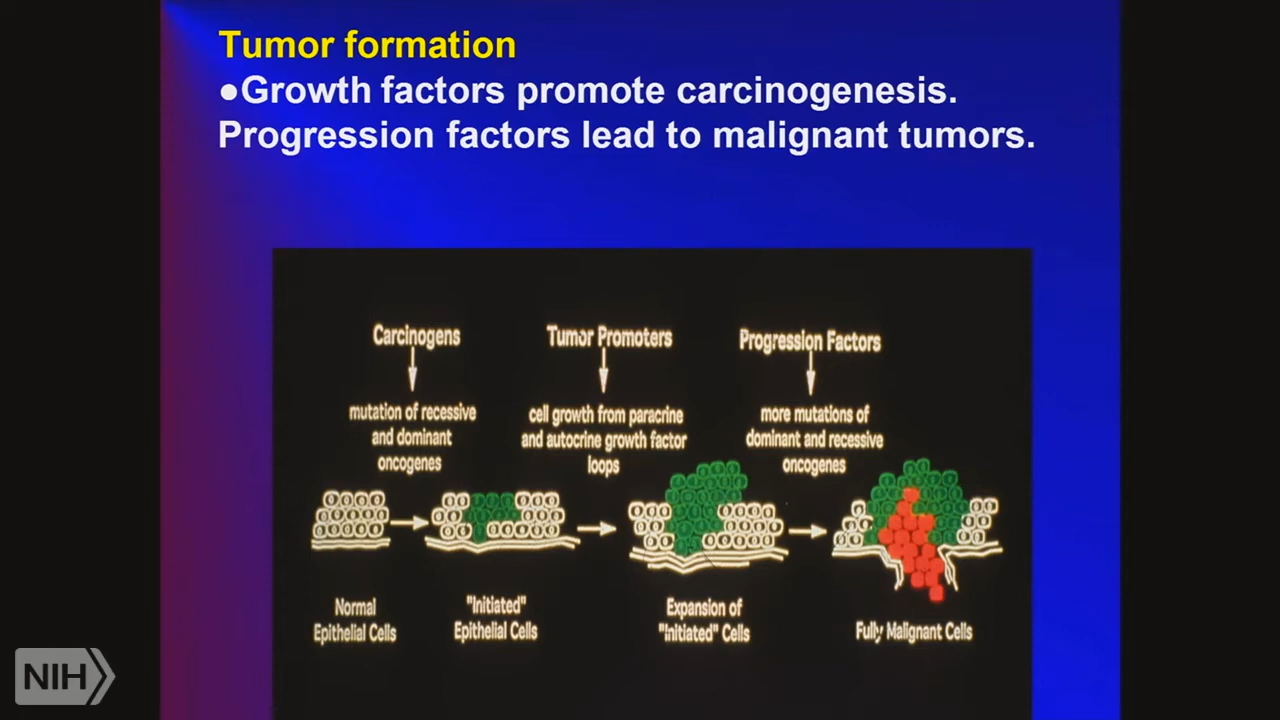 Tumor formation
●Growth factors promote carcinogenesis.
Progression factors lead to malignant tumors.
Carcinogens
Tumor Promoters
Progression Factors
mutation of recessive
and dominant
oncogenes
cell growth from paracrine
and autocrine growth factor
loops
more mutations of
dominant and recessive
oncogenes
Normal
Epithelial Cells
"Initiated"
Epithelial Cells
Expansion of
"Initiated" Cells
Fully Malignant Cells
NIH